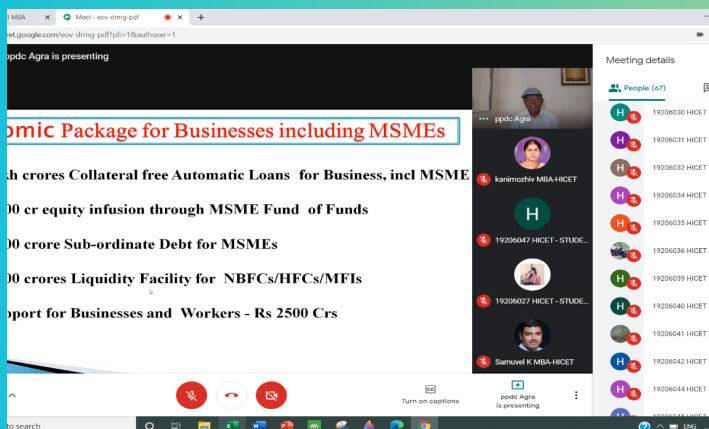 MBA
Meet - eov-drmg-pdf
eet.google.com/eov-drmg-pdf?pli=1&authuser=1
ppdc Agra is presenting
omic Package for Businesses including MSMEs
kh crores Collateral free Automatic Loans for Business, incl MSME
00 cr equity infusion through MSME Fund of Funds
00 crore Sub-ordinate Debt for MSMEs
00 crores Liquidity Facility for NBFCs/HFCs/MFIs
pport for Businesses and Workers - Rs 2500 Crs
ppdc Agra
kanimozhiv MBA-HICET
H
19206047 HICET - STUDE...
19206027 HICET - STUDE...
Samuvel K MBA-HICET
Meeting details
People (67)
H 19206030 HICET
H 19206031 HICET
H 19206032 HICET
H 19206034 HICET
H 19206035 HICET
19206036 HICET
H 19206039 HICET
H 19206040 HICET
19206041 HICET
H 19206042 HICET
H 19206044 HICET
Turn on captions
ppdc Agra
is presenting
to search
ENG